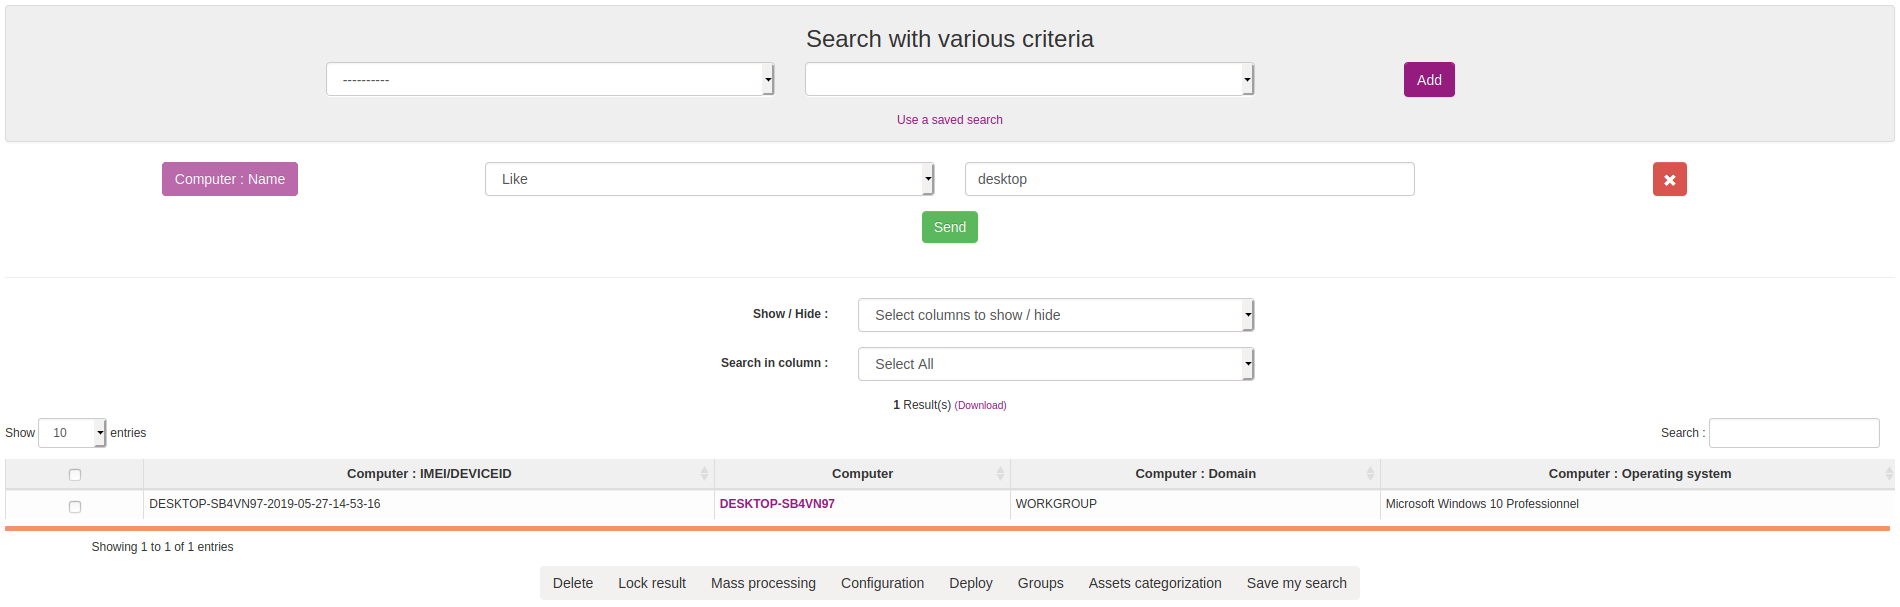 Search with various criteria
----------
Add
Use a saved search
Computer : Name Like desktop
Send
Show / Hide : Select columns to show / hide
Search in column : Select All
1 Result(s) (Download)
Show 10 entries Search :
Computer : IMEI/DEVICEID Computer Computer : Domain Computer : Operating system
DESKTOP-SB4VN97-2019-05-27-14-53-16 DESKTOP-SB4VN97 WORKGROUP Microsoft Windows 10 Professionnel
Showing 1 to 1 of 1 entries
Delete Lock result Mass processing Configuration Deploy Groups Assets categorization Save my search